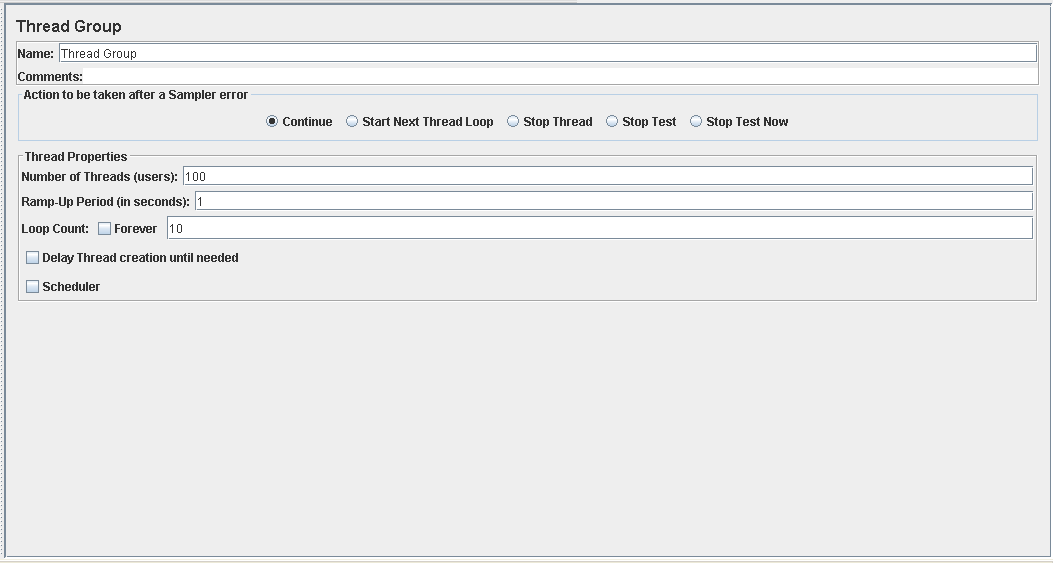 Thread Group
Name: Thread Group
Comments:
Action to be taken after a Sampler error
Continue Start Next Thread Loop Stop Thread Stop Test Stop Test Now
Thread Properties
Number of Threads (users): 100
Ramp-Up Period (in seconds): 1
Loop Count: Forever 10
Delay Thread creation until needed
Scheduler